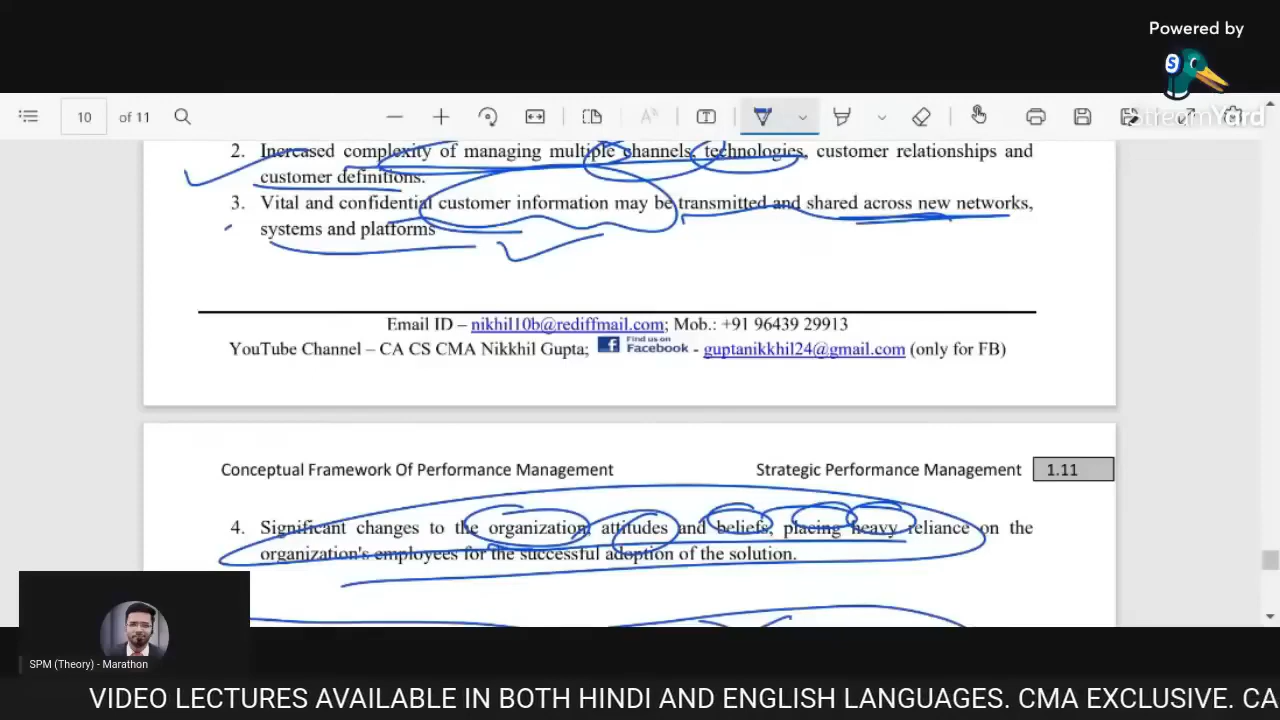 Powered by
S
StreamYard
10 of 11
2. Increased complexity of managing multiple channels, technologies, customer relationships and
customer definitions.
3. Vital and confidential customer information may be transmitted and shared across new networks,
systems and platforms
Email ID – nikhil10b@rediffmail.com; Mob.: +91 96439 29913
YouTube Channel – CA CS CMA Nikkhil Gupta; Find us on Facebook - guptanikkhil24@gmail.com (only for FB)
Conceptual Framework Of Performance Management Strategic Performance Management 1.11
4. Significant changes to the organization, attitudes and beliefs, placing heavy reliance on the
organization's employees for the successful adoption of the solution.
SPM (Theory) - Marathon
VIDEO LECTURES AVAILABLE IN BOTH HINDI AND ENGLISH LANGUAGES. CMA EXCLUSIVE. CA